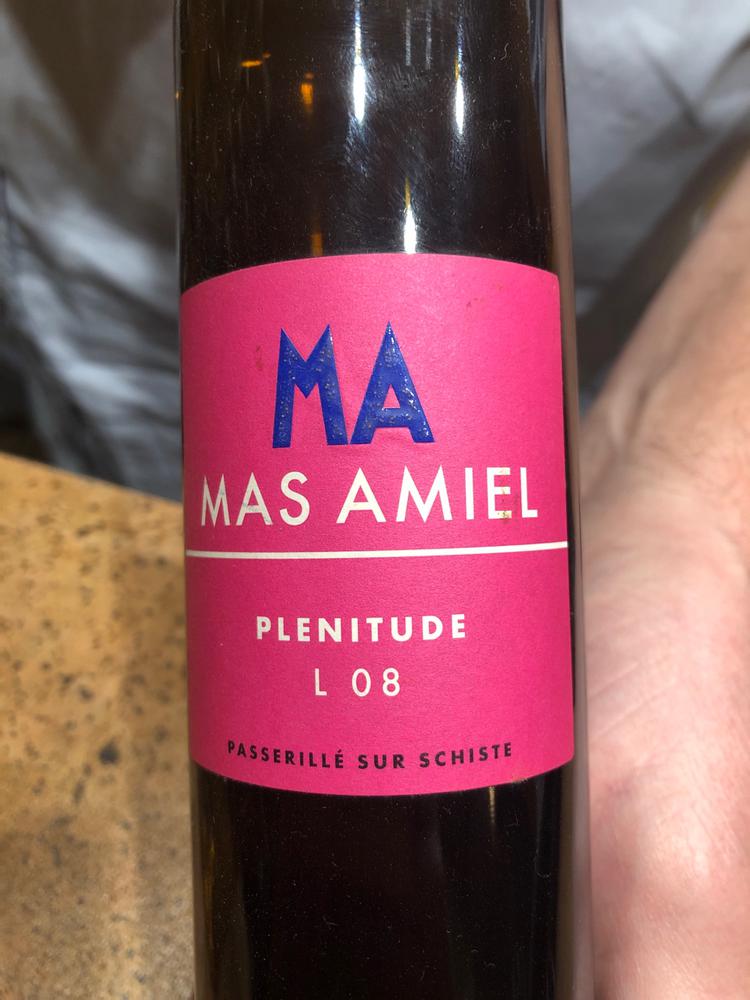 MA
MAS AMIEL
PLENITUDE
L 08
PASSERILLÉ SUR SCHISTE